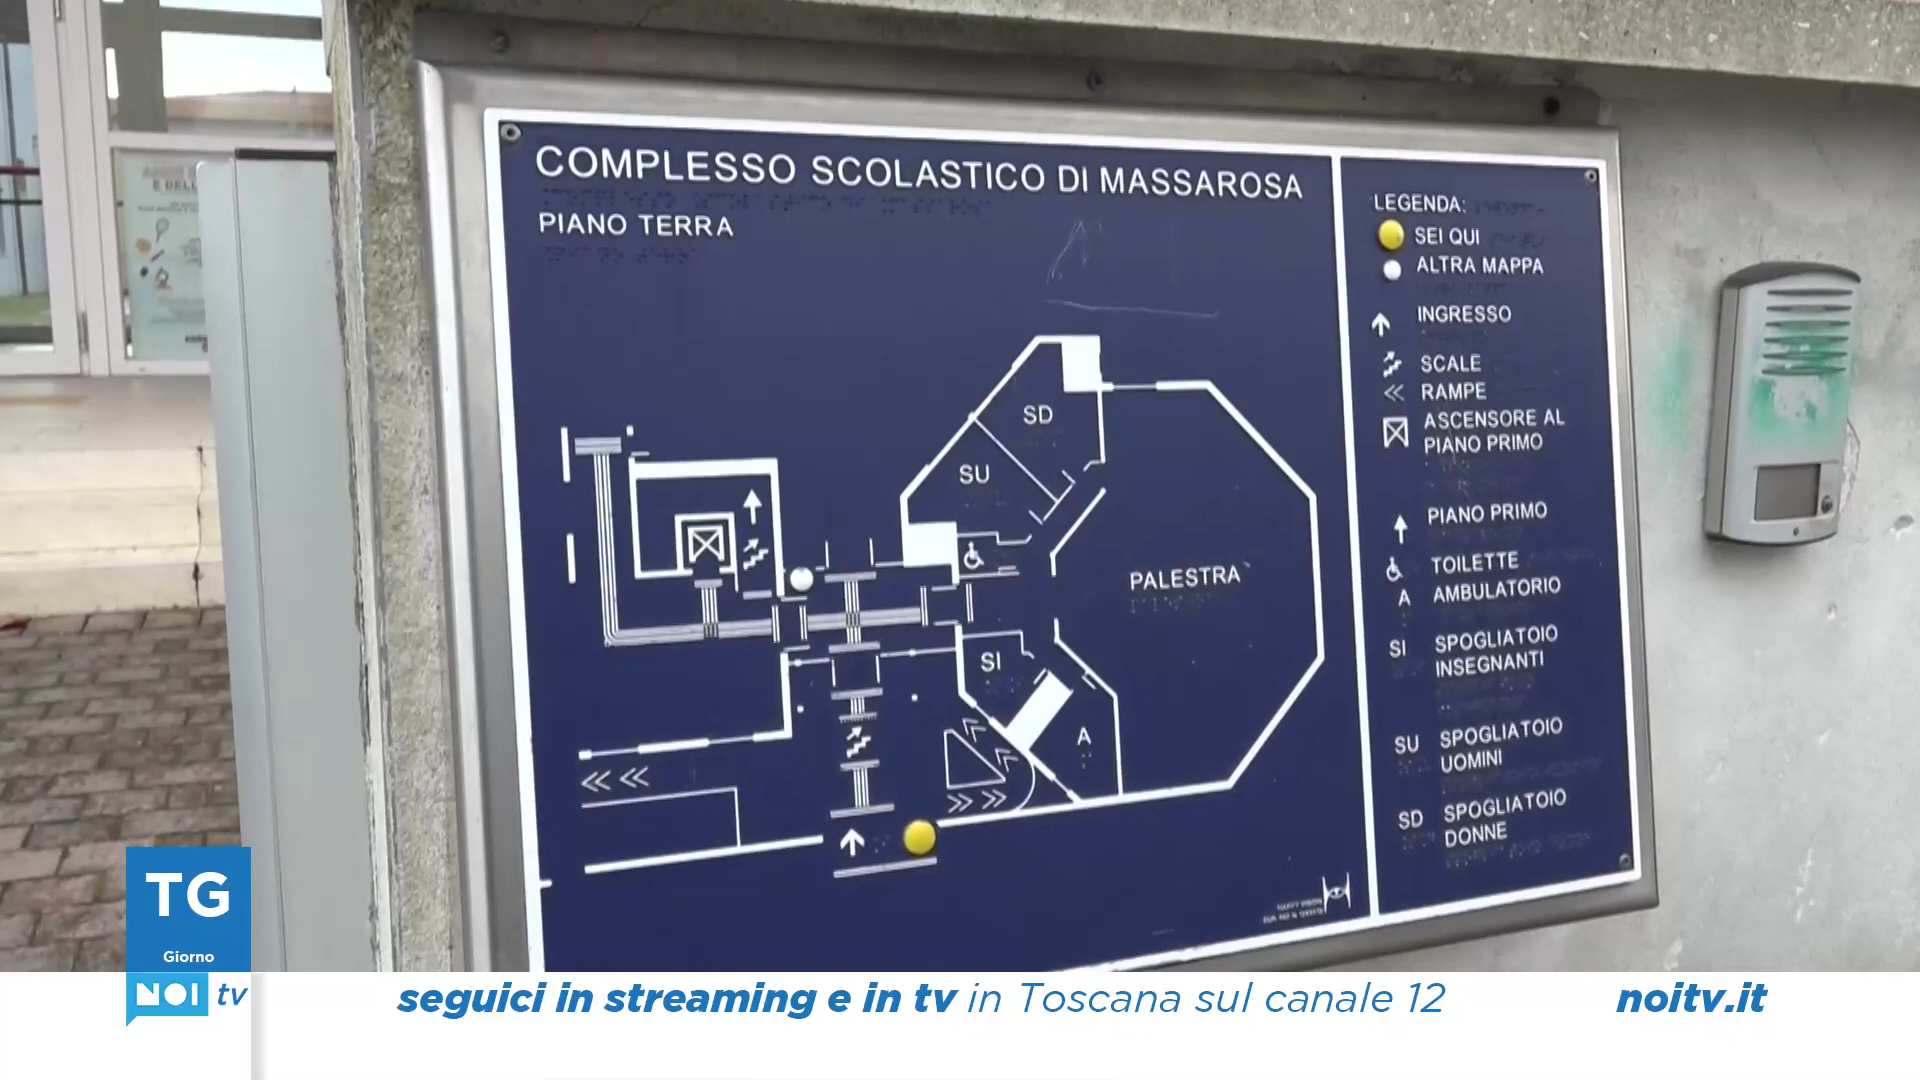 COMPLESSO SCOLASTICO DI MASSAROSA
PIANO TERRA
SD
SU
PALESTRA
SI
A
LEGENDA:
SEI QUI
ALTRA MAPPA
INGRESSO
SCALE
RAMPE
ASCENSORE AL
PIANO PRIMO
PIANO PRIMO
TOILETTE
A AMBULATORIO
SI SPOGLIATOIO
INSEGNANTI
SU SPOGLIATOIO
UOMINI
SD SPOGLIATOIO
DONNE
TG
Giorno
NOI tv
seguici in streaming e in tv in Toscana sul canale 12
noitv.it